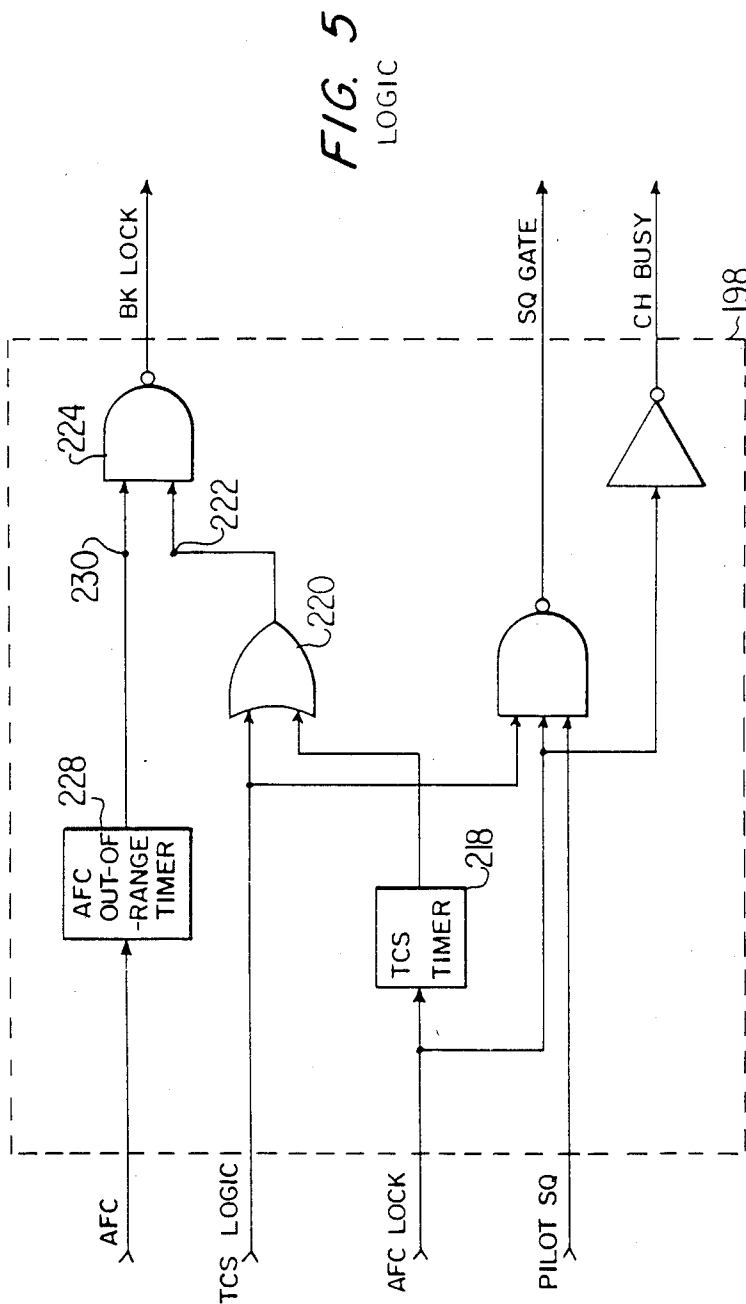 FIG. 5
LOGIC
AFC
AFC
OUT-OF
-RANGE
TIMER
228
230
224
BK LOCK
222
220
TCS LOGIC
TCS
TIMER
218
AFC LOCK
PILOT SQ
SQ GATE
CH BUSY
198